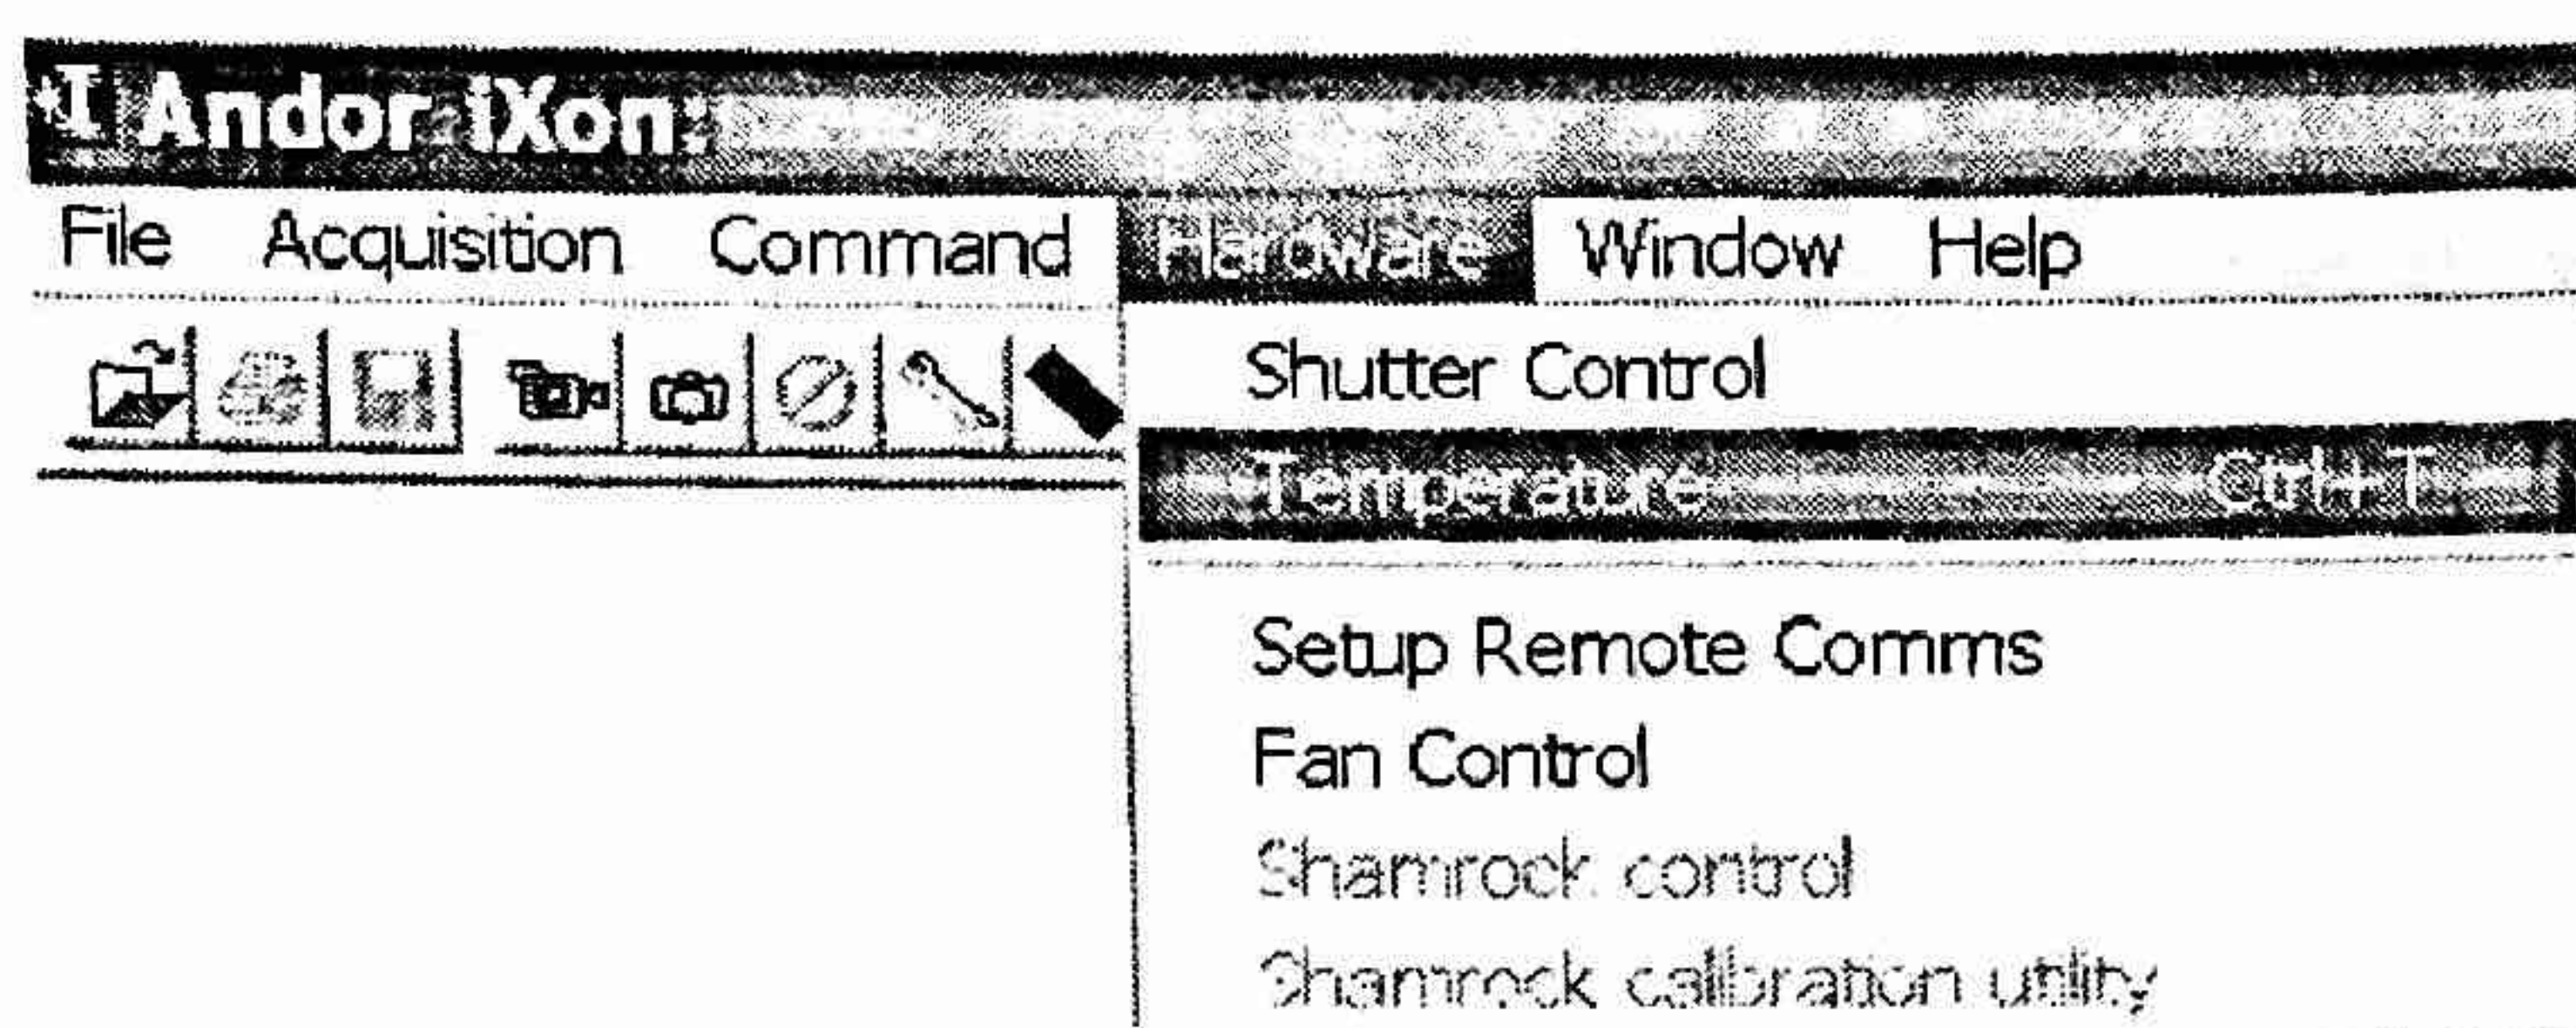 Andor iXon:
File Acquisition Command Hardware Window Help
Shutter Control
Temperature Ctrl+T
Setup Remote Comms
Fan Control
Shamrock control
Shamrock calibration utility